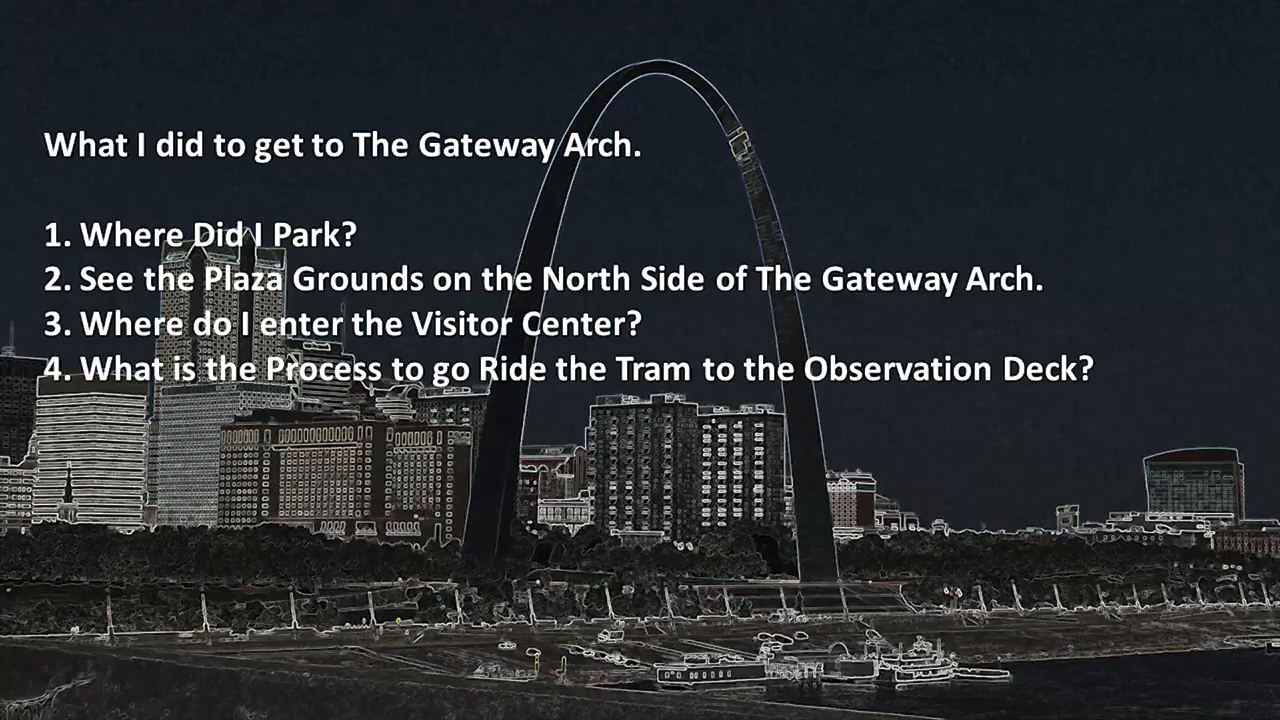 What I did to get to The Gateway Arch.
1. Where Did I Park?
2. See the Plaza Grounds on the North Side of The Gateway Arch.
3. Where do I enter the Visitor Center?
4. What is the Process to go Ride the Tram to the Observation Deck?